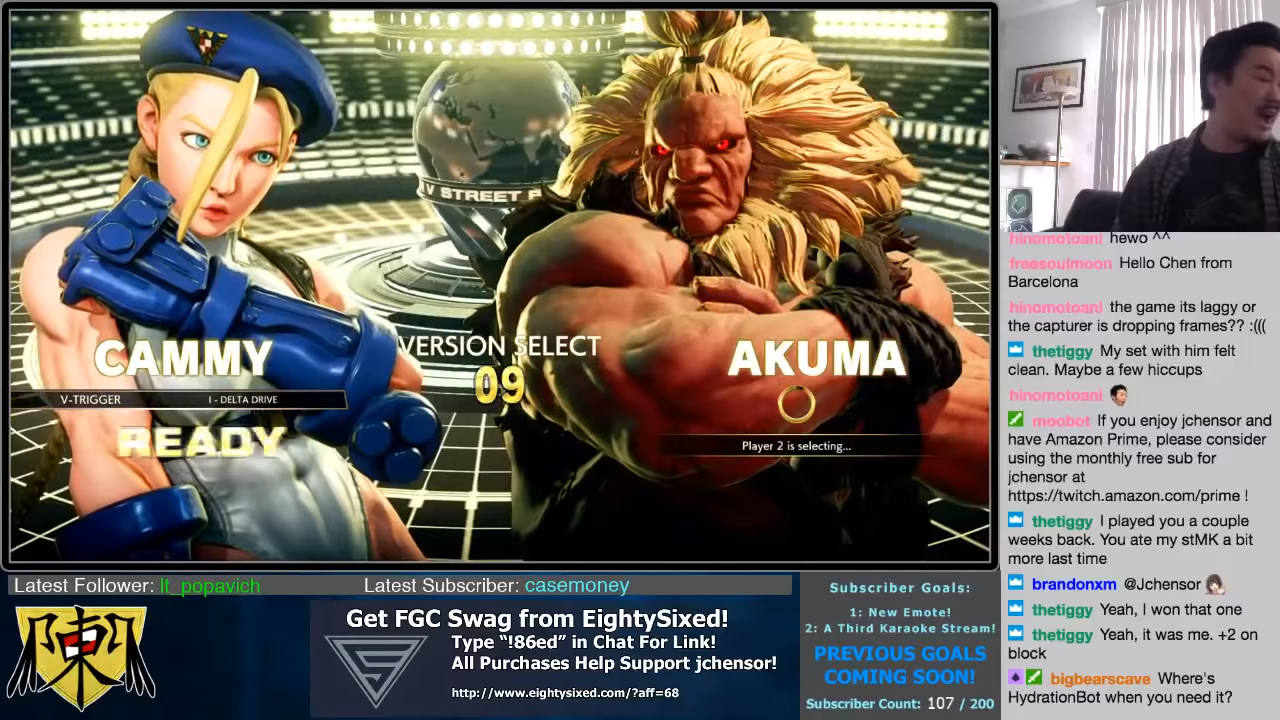 V STREET F
VERSION SELECT
09
CAMMY
V-TRIGGER
I - DELTA DRIVE
READY
AKUMA
Player 2 is selecting...
hinomotoani hewo ^^
freesoulmoon Hello Chen from
Barcelona
hinomotoani the game its laggy or
the capturer is dropping frames?? :(((
thetiggy My set with him felt
clean. Maybe a few hiccups
hinomotoani
moobot If you enjoy jchensor and
have Amazon Prime, please consider
using the monthly free sub for
jchensor at
https://twitch.amazon.com/prime !
thetiggy I played you a couple
weeks back. You ate my stMK a bit
more last time
brandonxm @Jchensor
thetiggy Yeah, I won that one
thetiggy Yeah, it was me. +2 on
block
bigbearscave Where's
HydrationBot when you need it?
Latest Follower: lt_popavich
Latest Subscriber: casemoney
Get FGC Swag from EightySixed!
Type "!86ed" in Chat For Link!
All Purchases Help Support jchensor!
http://www.eightysixed.com/?aff=68
Subscriber Goals:
1: New Emote!
2: A Third Karaoke Stream!
PREVIOUS GOALS
COMING SOON!
Subscriber Count: 107 / 200